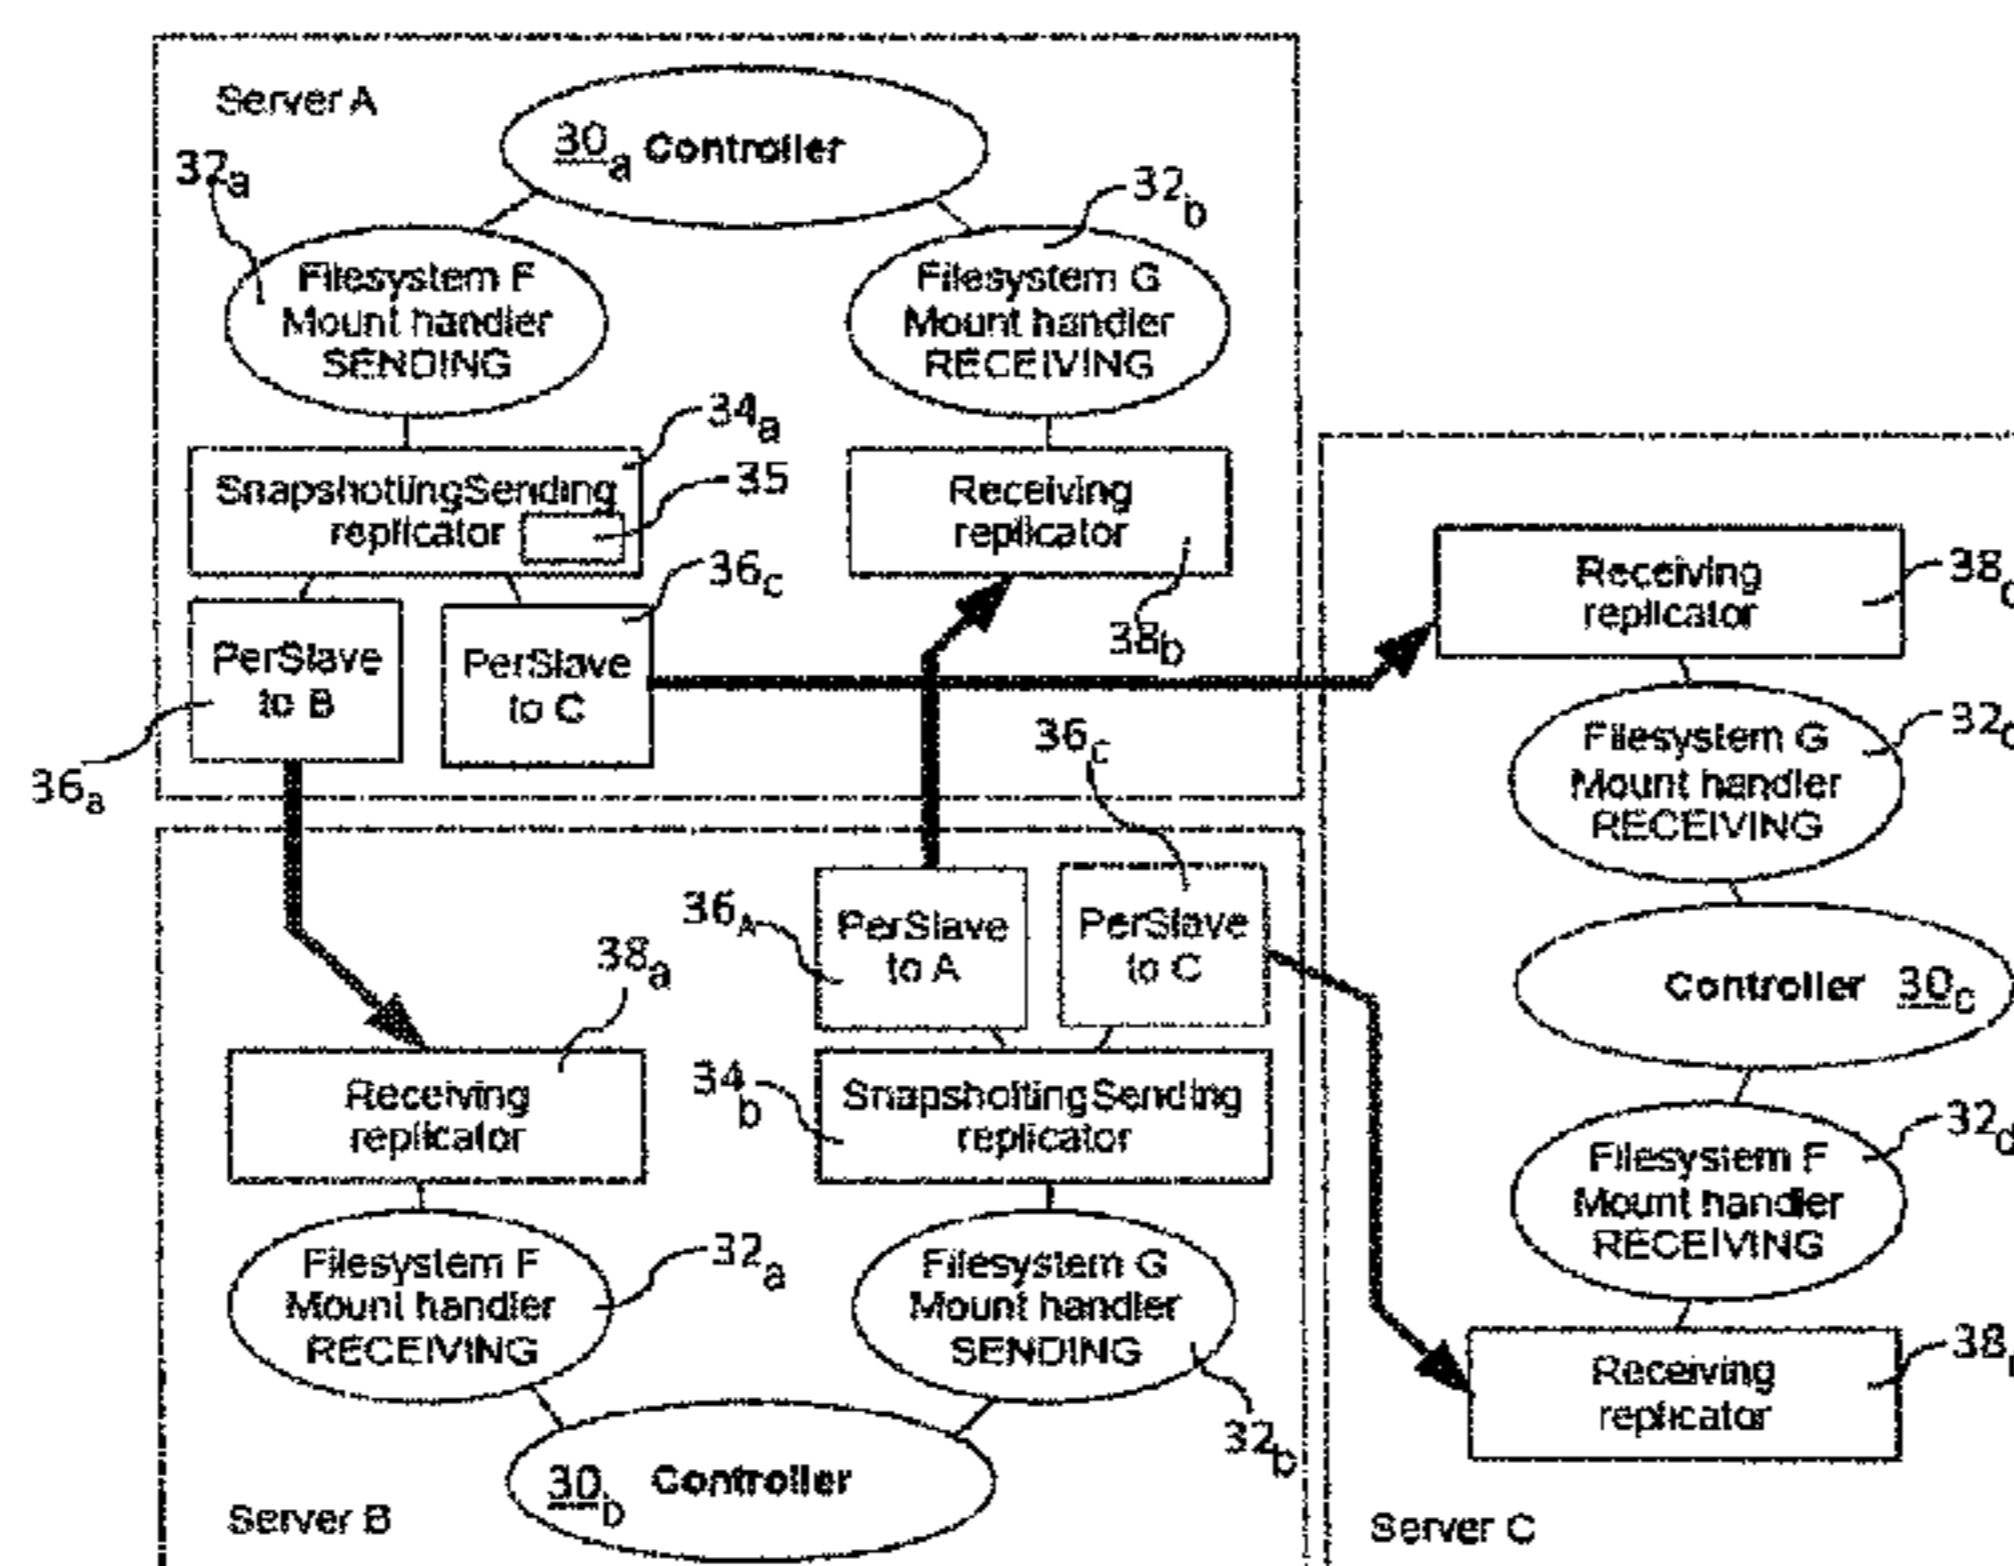 Server A
30a Controller
32a
32b
Filesystem F
Mount handler
SENDING
Filesystem G
Mount handler
RECEIVING
34a
35
SnapshottingSending
replicator
Receiving
replicator
36c
38b
PerSlave
to B
PerSlave
to C
36a
Receiving
replicator
38
32
Filesystem G
Mount handler
RECEIVING
Controller 30c
32d
Filesystem F
Mount handler
RECEIVING
38
Receiving
replicator
Server C
36c
36A
PerSlave
to A
PerSlave
to C
38a
34b
Receiving
replicator
SnapshottingSending
replicator
32a
Filesystem F
Mount handler
RECEIVING
Filesystem G
Mount handler
SENDING
32b
30b Controller
Server B